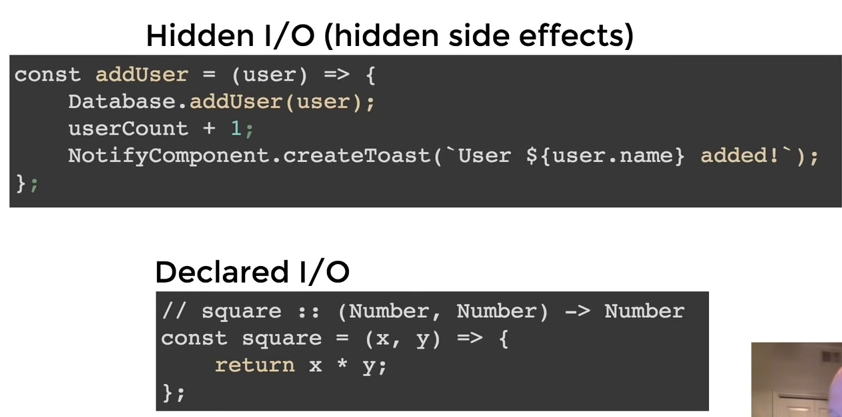 Hidden I/O (hidden side effects)
const addUser = (user) => {
    Database.addUser(user);
    userCount + 1;
    NotifyComponent.createToast(`User ${user.name} added!`);
};
Declared I/O
// square :: (Number, Number) -> Number
const square = (x, y) => {
    return x * y;
};